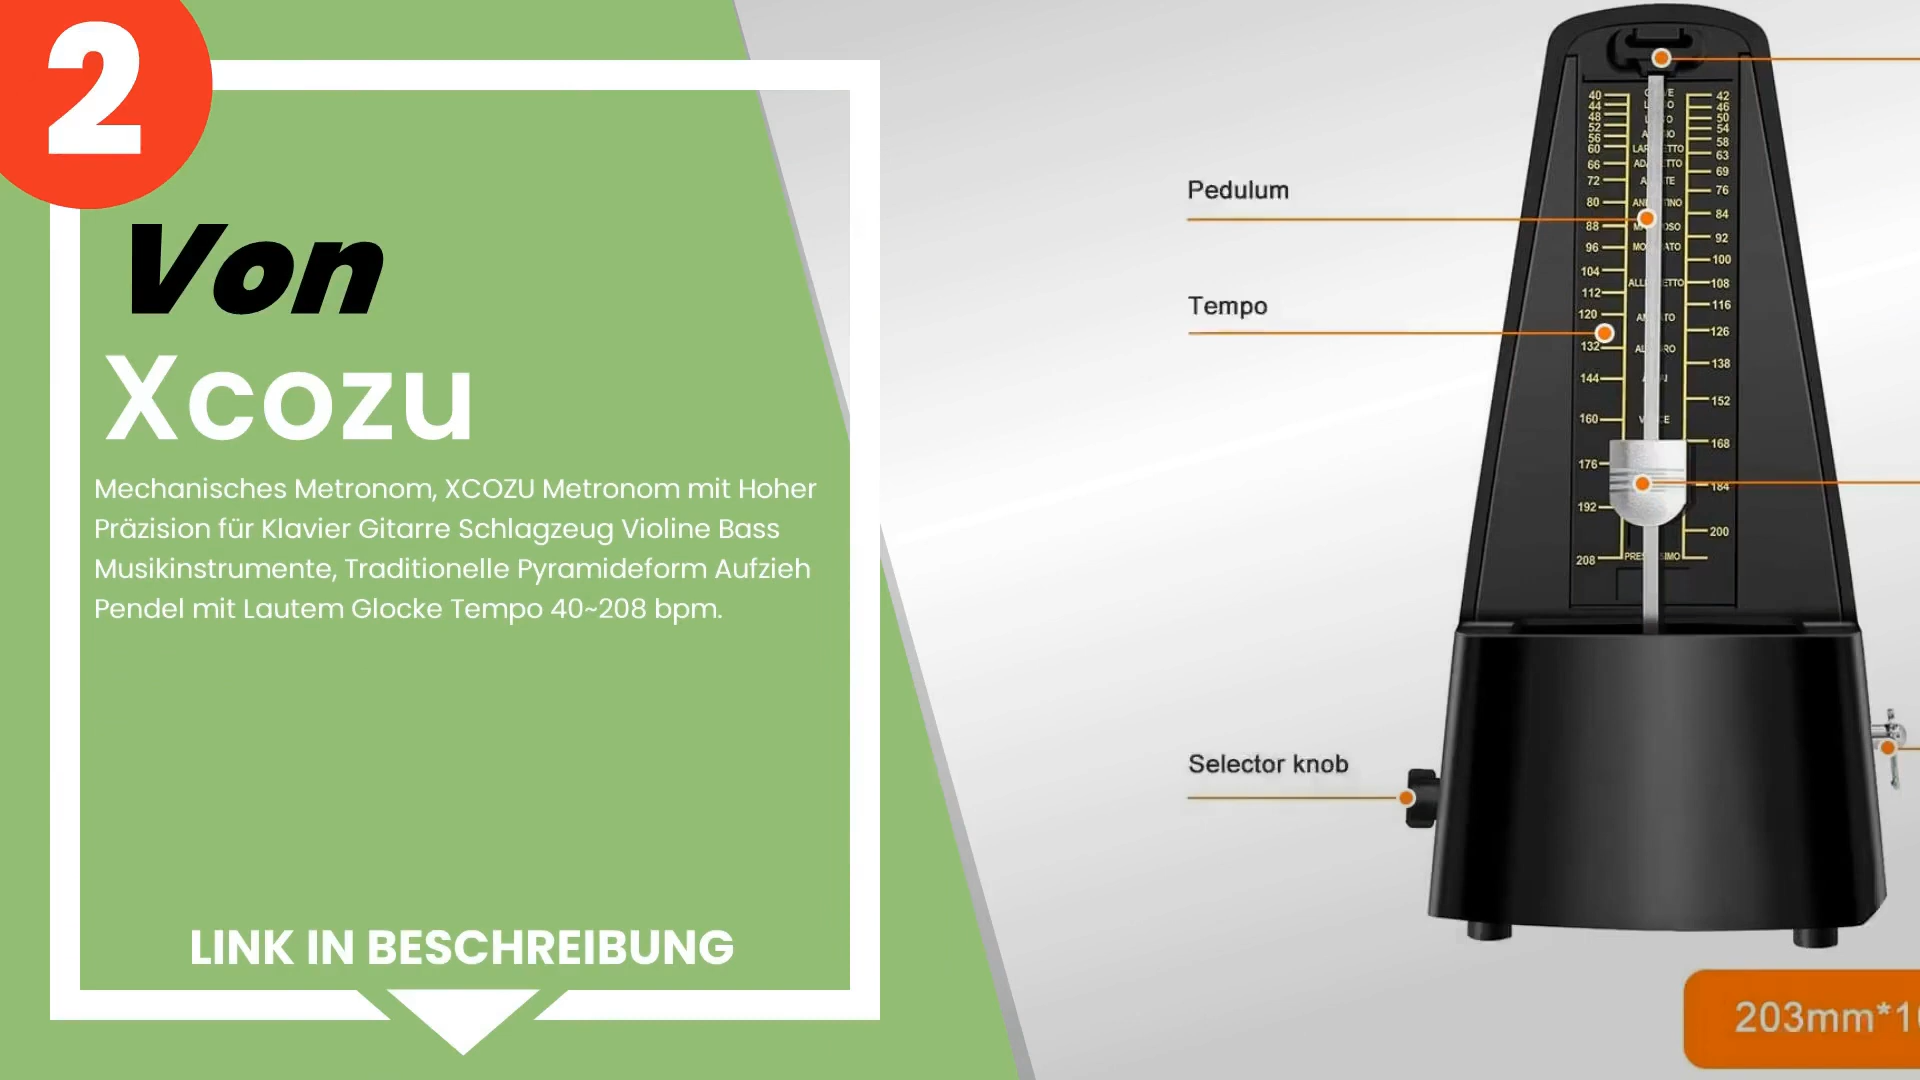 2
Von
Xcozu
Mechanisches Metronom, XCOZU Metronom mit Hoher
Präzision für Klavier Gitarre Schlagzeug Violine Bass
Musikinstrumente, Traditionelle Pyramideform Aufzieh
Pendel mit Lautem Glocke Tempo 40~208 bpm.
LINK IN BESCHREIBUNG
Pedulum
Tempo
Selector knob
40 42
44 46
48 50
52 54
56 58
60 63
66 69
72 76
80 84
88 92
96 100
104 108
112 116
120 126
132 138
144 152
160 168
176 184
192 200
208
203mm*1